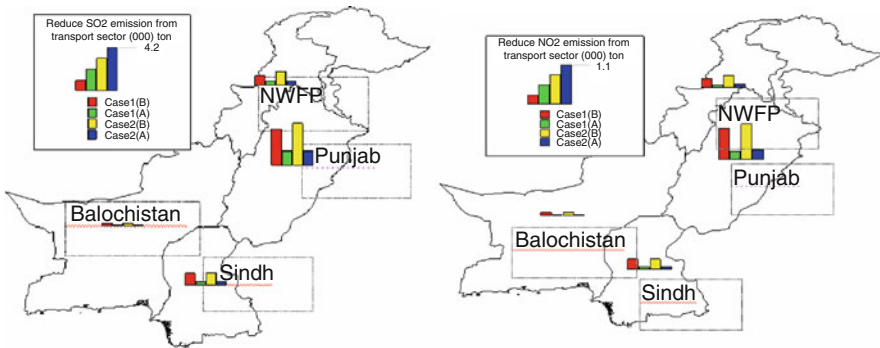 Reduce SO2 emission from
transport sector (000) ton
4.2
Case1(B)
Case1(A)
Case2(B)
Case2(A)
NWFP
Punjab
Balochistan
Sindh
Reduce NO2 emission from
transport sector (000) ton
1.1
Case1(B)
Case1(A)
Case2(B)
Case2(A)
NWFP
Punjab
Balochistan
Sindh